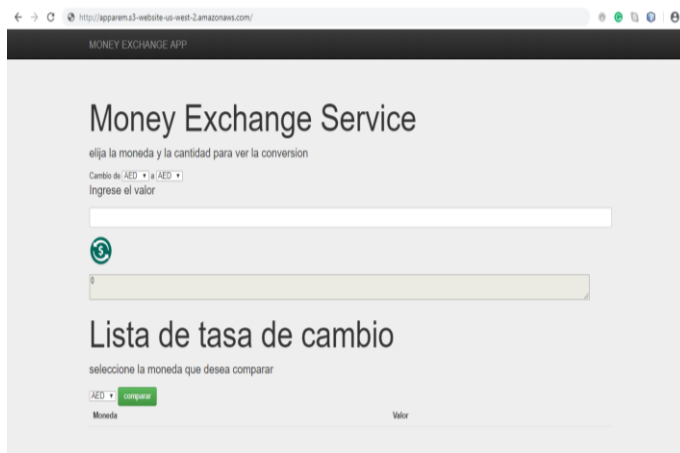 http://apparem.s3-website-us-west-2.amazonaws.com/
MONEY EXCHANGE APP
Money Exchange Service
elija la moneda y la cantidad para ver la conversion
Cambio de AED a AED
Ingrese el valor
0
Lista de tasa de cambio
seleccione la moneda que desea comparar
AED comparar
Moneda Valor